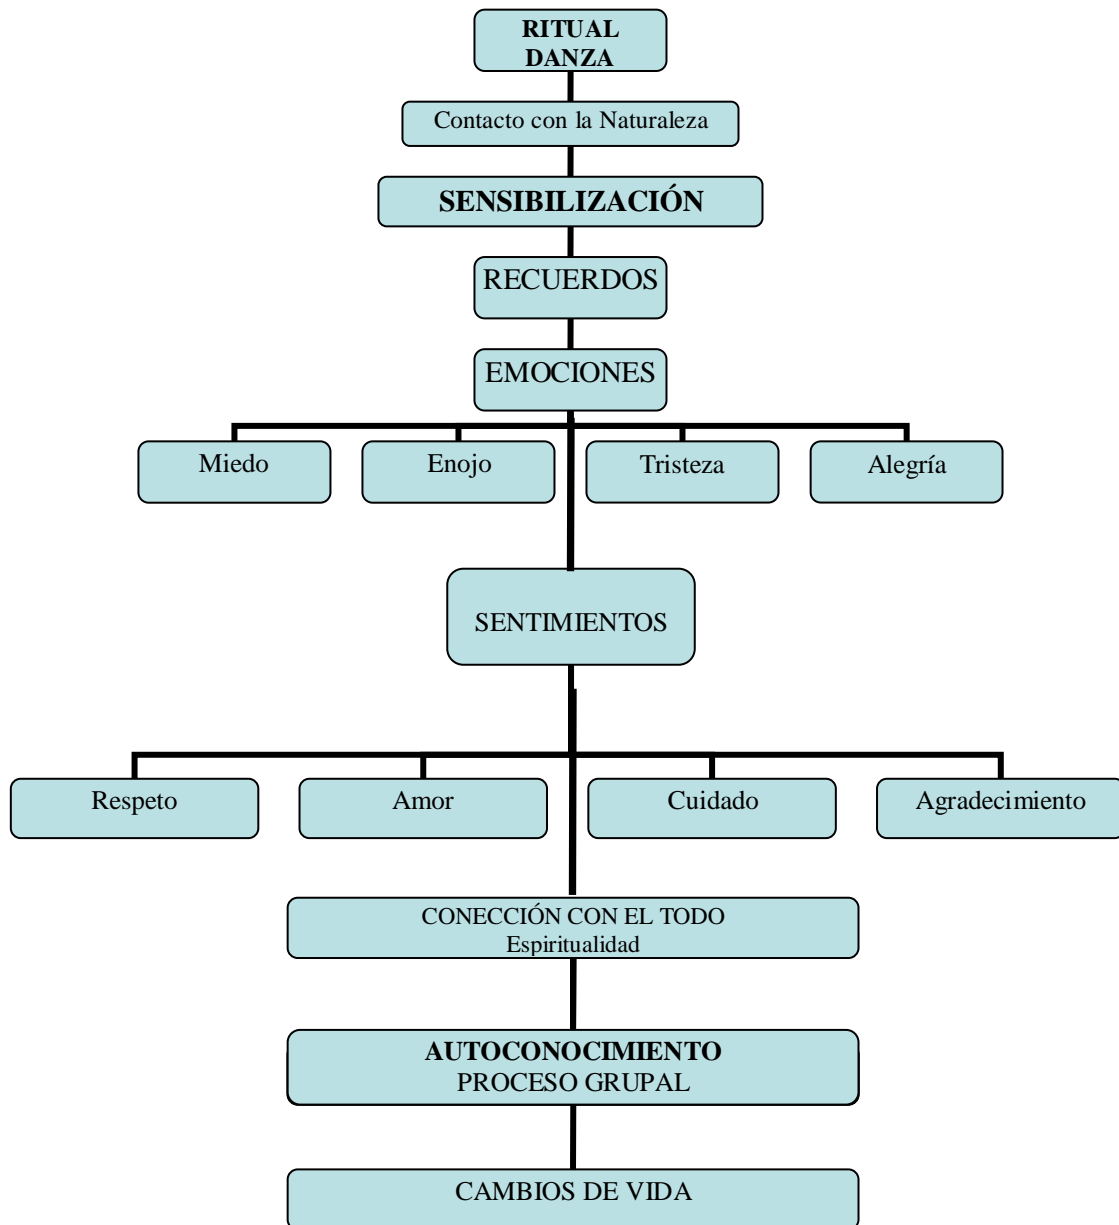 RITUAL
DANZA
Contacto con la Naturaleza
SENSIBILIZACIÓN
RECUERDOS
EMOCIONES
Miedo
Enojo
Tristeza
Alegría
SENTIMIENTOS
Respeto
Amor
Cuidado
Agradecimiento
CONECCIÓN CON EL TODO
Espiritualidad
AUTOCONOCIMIENTO
PROCESO GRUPAL
CAMBIOS DE VIDA